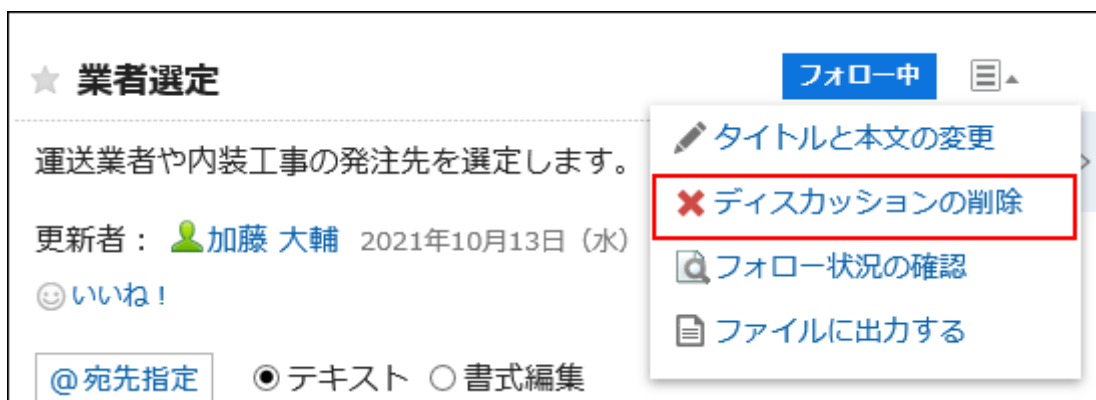 業者選定
フォロー中
タイトルと本文の変更
運送業者や内装工事の発注先を選定します。
ディスカッションの削除
更新者： 加藤 大輔 2021年10月13日（水）
フォロー状況の確認
いいね！
ファイルに出力する
@宛先指定 テキスト 書式編集